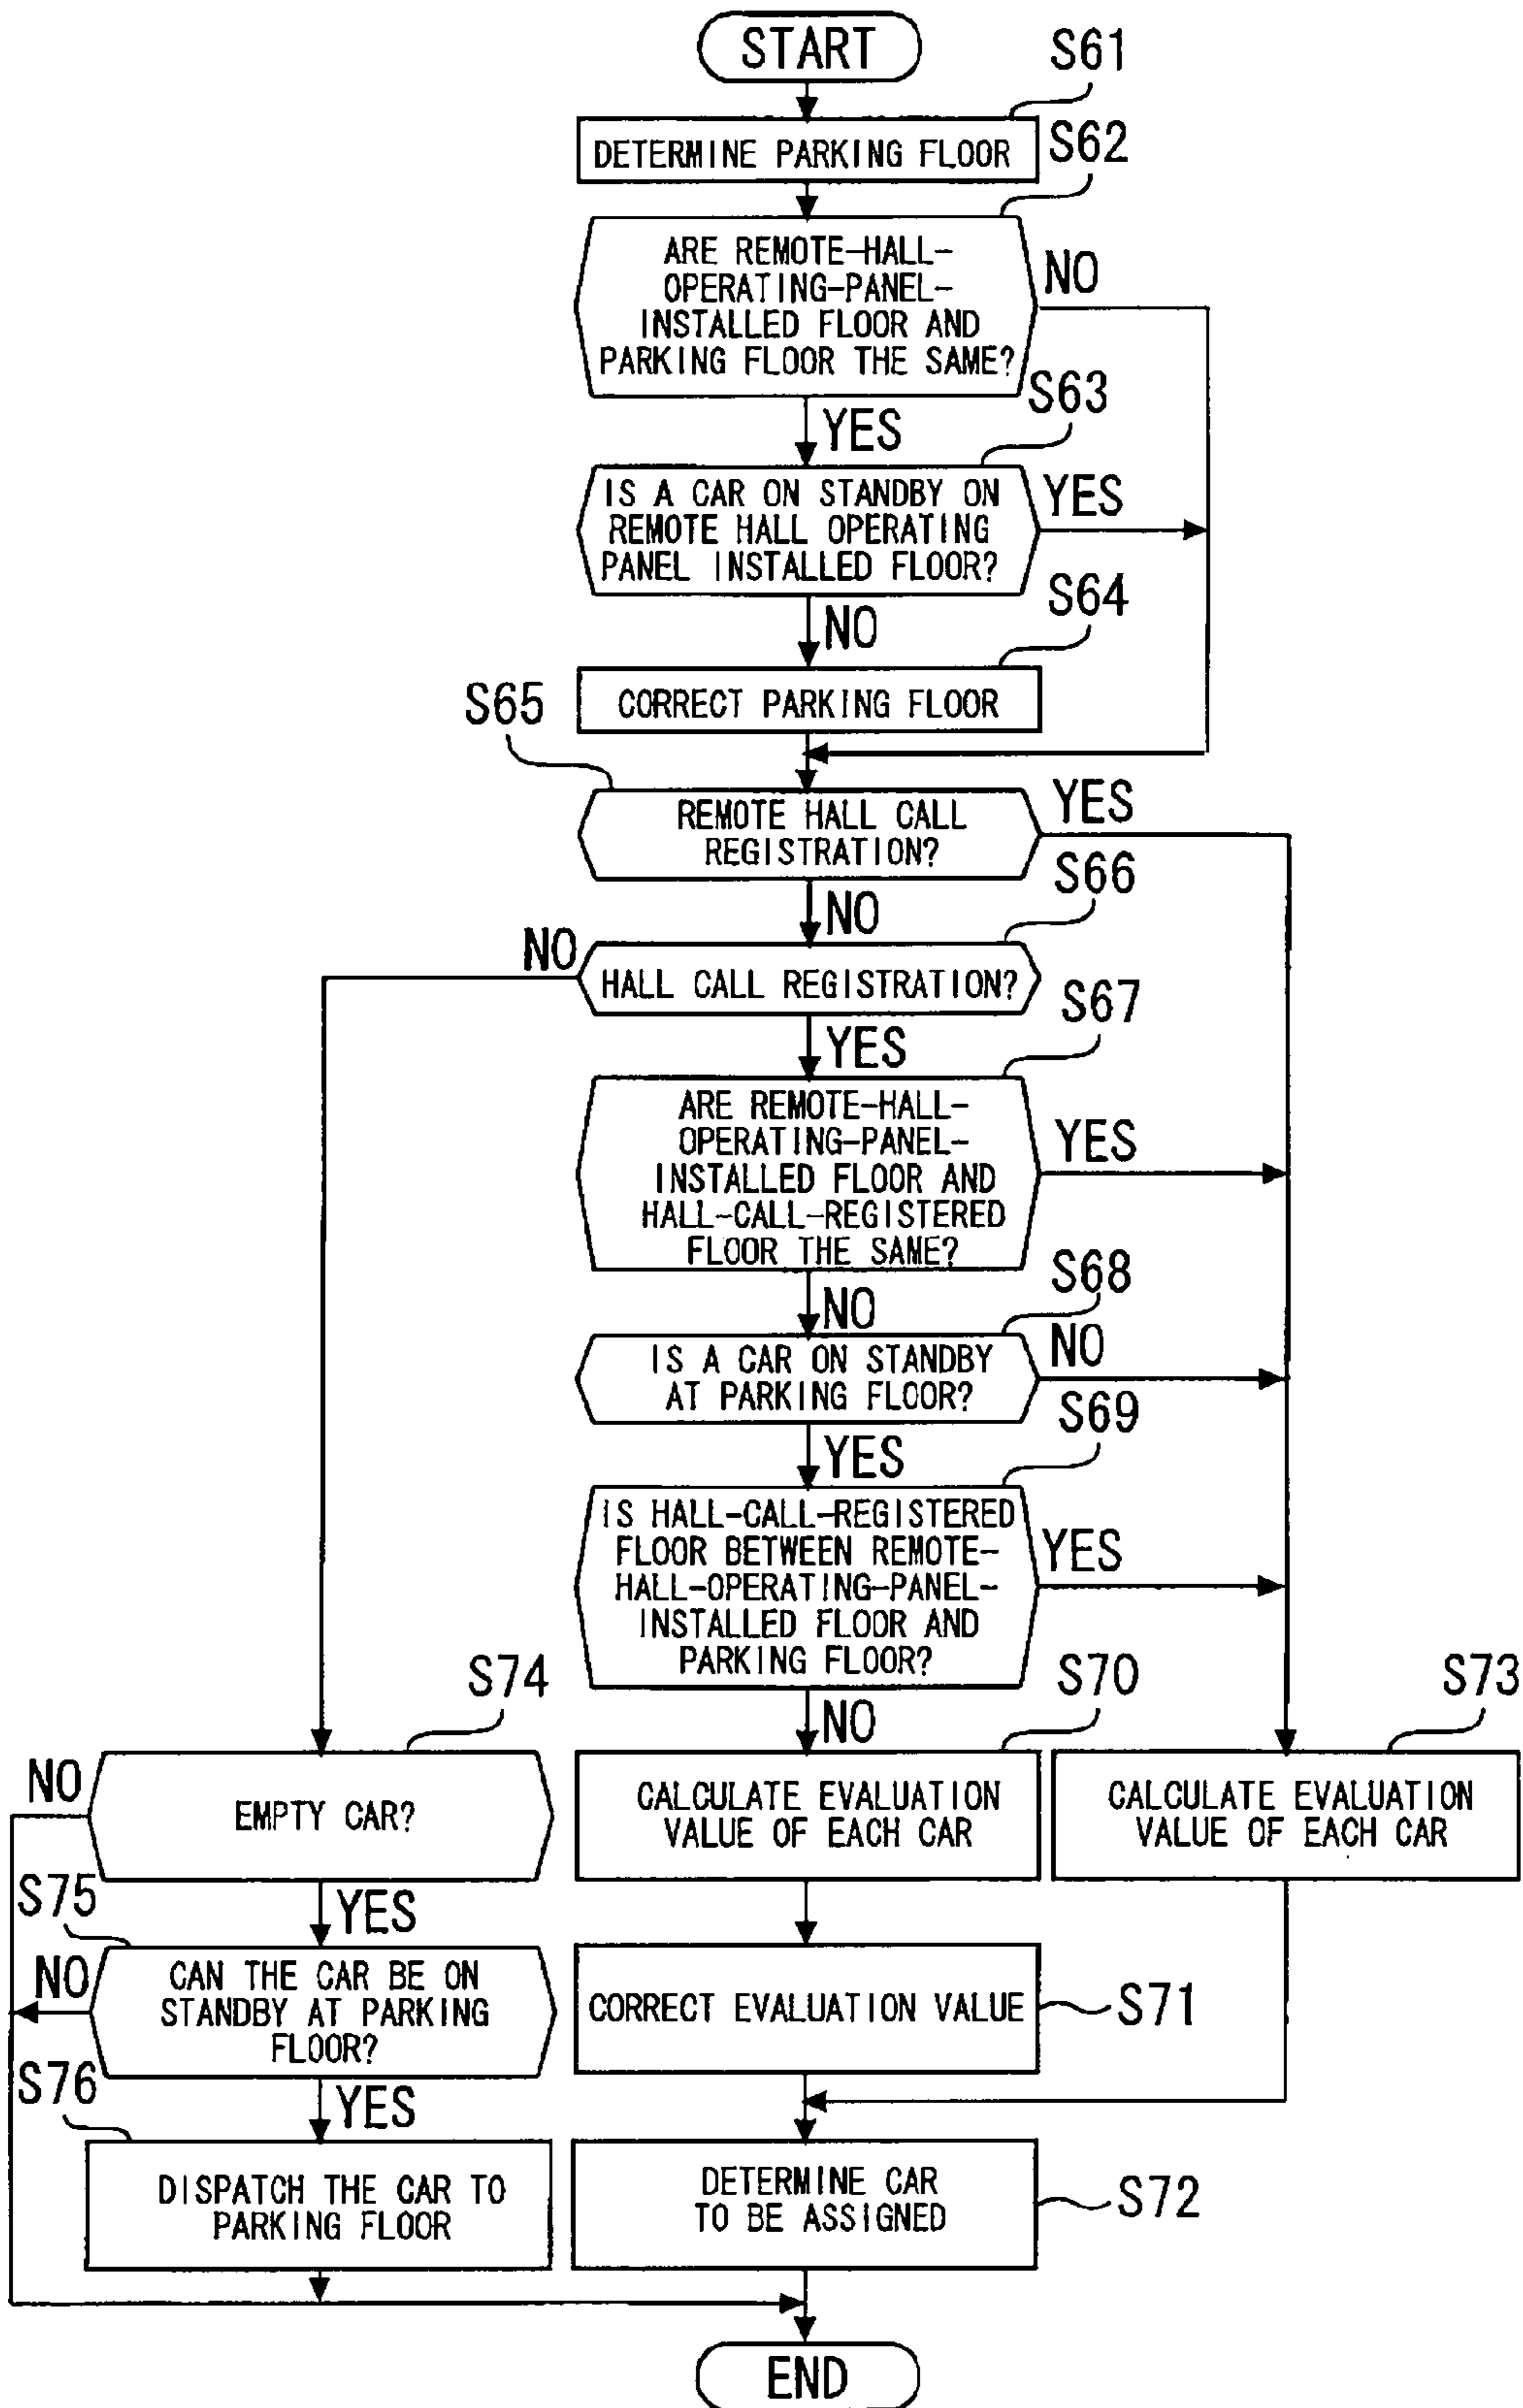 START
S61
DETERMINE PARKING FLOOR
S62
ARE REMOTE-HALL-
OPERATING-PANEL-
INSTALLED FLOOR AND
PARKING FLOOR THE SAME?
NO
YES
S63
IS A CAR ON STANDBY ON
REMOTE HALL OPERATING
PANEL INSTALLED FLOOR?
YES
NO
S64
CORRECT PARKING FLOOR
S65
REMOTE HALL CALL
REGISTRATION?
YES
NO
S66
HALL CALL REGISTRATION?
NO
YES
S67
ARE REMOTE-HALL-
OPERATING-PANEL-
INSTALLED FLOOR AND
HALL-CALL-REGISTERED
FLOOR THE SAME?
YES
NO
S68
IS A CAR ON STANDBY
AT PARKING FLOOR?
NO
YES
S69
IS HALL-CALL-REGISTERED
FLOOR BETWEEN REMOTE-
HALL-OPERATING-PANEL-
INSTALLED FLOOR AND
PARKING FLOOR?
YES
NO
S70
CALCULATE EVALUATION
VALUE OF EACH CAR
S73
CALCULATE EVALUATION
VALUE OF EACH CAR
S74
EMPTY CAR?
NO
YES
S75
CAN THE CAR BE ON
STANDBY AT PARKING
FLOOR?
NO
YES
CORRECT EVALUATION VALUE
S71
S76
DISPATCH THE CAR TO
PARKING FLOOR
DETERMINE CAR
TO BE ASSIGNED
S72
END